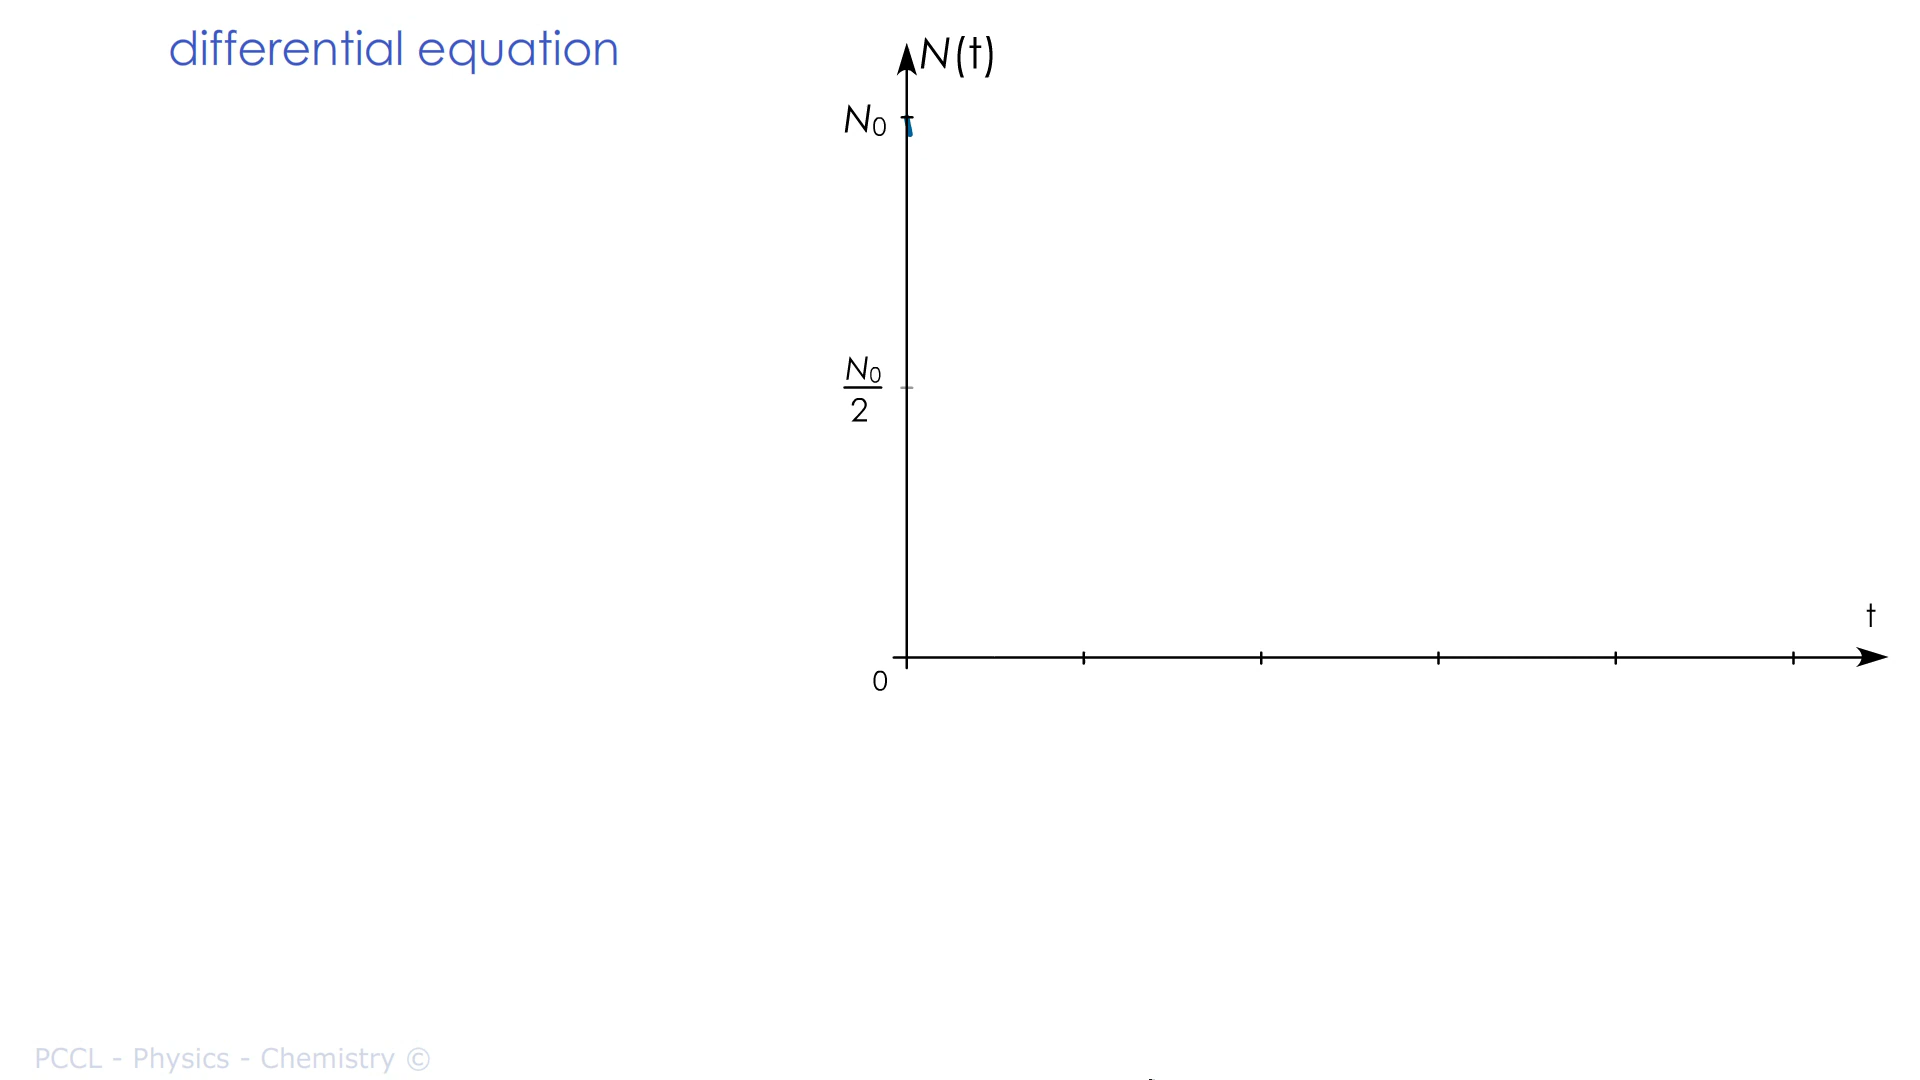 differential equation
N(t)
N₀
N₀
2
t
0
PCCL - Physics - Chemistry ©